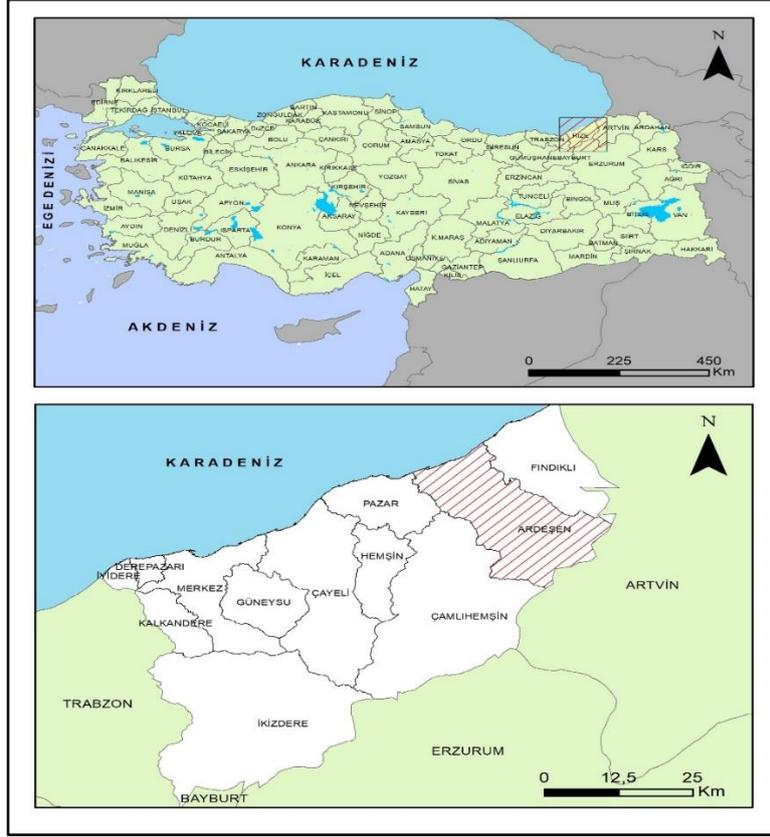 KARADENİZ
N
KIRKLARELİ
EDİRNE
TEKİRDAĞ İSTANBUL
KOCAELİ
YALOVA
SAKARYA
DÜZCE
ZONGULDAK
BARTIN
KARABÜK
KASTAMONU
SİNOP
SAMSUN
ORDU
GİRESUN
TRABZON
RİZE
ARTVİN
ARDAHAN
ÇANAKKALE
BALIKESİR
BURSA
BİLECİK
BOLU
ÇANKIRI
ÇORUM
AMASYA
TOKAT
GÜMÜŞHANE
BAYBURT
ERZURUM
KARS
IĞDIR
EGE DENİZİ
MANİSA
KÜTAHYA
ESKİŞEHİR
ANKARA
KIRIKKALE
YOZGAT
SİVAS
ERZİNCAN
AĞRI
İZMİR
UŞAK
AFYON
KIRŞEHİR
NEVŞEHİR
KAYSERİ
TUNCELİ
BİNGÖL
MUŞ
BİTLİS
VAN
AYDIN
DENİZLİ
ISPARTA
KONYA
AKSARAY
NİĞDE
MALATYA
ELAZIĞ
DİYARBAKIR
BATMAN
SİİRT
MUĞLA
BURDUR
ANTALYA
KARAMAN
İÇEL
ADANA
OSMANİYE
K.MARAŞ
ADIYAMAN
GAZİANTEP
KİLİS
ŞANLIURFA
MARDİN
ŞIRNAK
HAKKARİ
HATAY
AKDENİZ
0 225 450
Km
KARADENİZ
N
FINDIKLI
PAZAR
ARDEŞEN
HEMŞİN
DEREPAZARI
İYİDERE
MERKEZ
GÜNEYSU
ÇAYELİ
ARTVİN
ÇAMLIHEMŞİN
KALKANDERE
TRABZON
İKİZDERE
ERZURUM
BAYBURT
0 12,5 25
Km